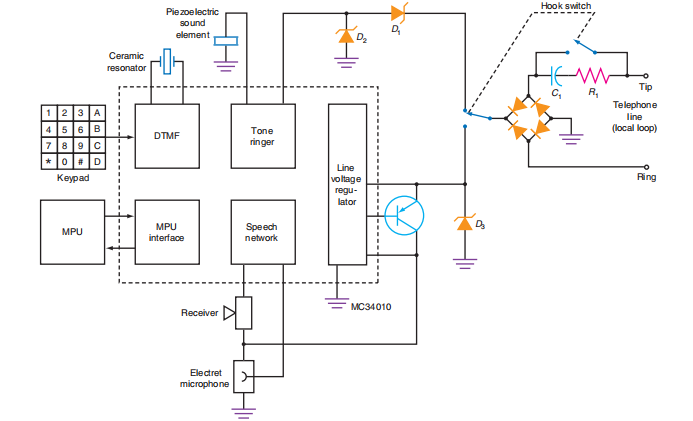 Hook switch
Piezoelectric
sound
element
D1
D2
Ceramic
resonator
C1
R1
Tip
Telephone
line
(local loop)
Ring
1 2 3 A
4 5 6 B
7 8 9 C
* 0 # D
Keypad
DTMF
Tone
ringer
Line
voltage
regu-
lator
MPU
MPU
interface
Speech
network
D3
MC34010
Receiver
Electret
microphone